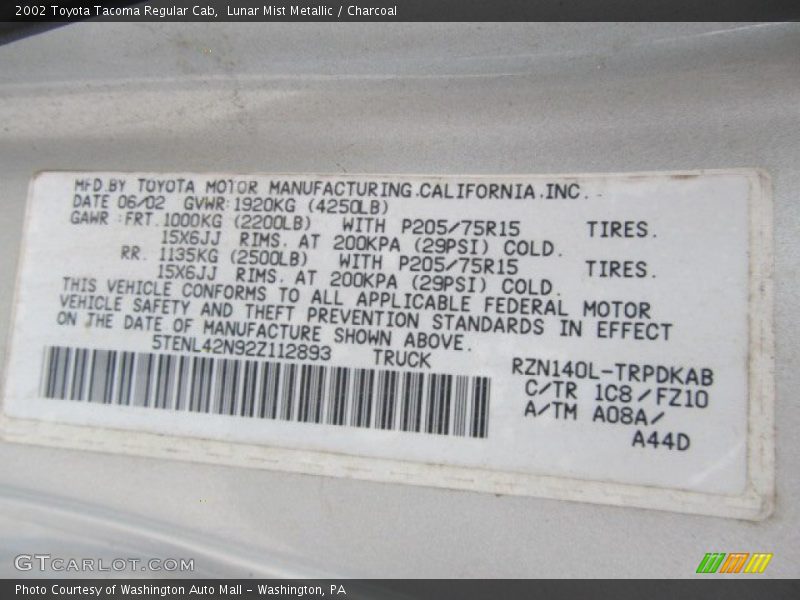 2002 Toyota Tacoma Regular Cab,  Lunar Mist Metallic / Charcoal
MFD.BY TOYOTA MOTOR MANUFACTURING.CALIFORNIA.INC.
DATE 06/02 GVWR:1920KG (4250LB)
GAWR :FRT.1000KG (2200LB) WITH P205/75R15 TIRES.
15X6JJ RIMS. AT 200KPA (29PSI) COLD.
RR. 1135KG (2500LB) WITH P205/75R15 TIRES.
15X6JJ RIMS. AT 200KPA (29PSI) COLD.
THIS VEHICLE CONFORMS TO ALL APPLICABLE FEDERAL MOTOR
VEHICLE SAFETY AND THEFT PREVENTION STANDARDS IN EFFECT
ON THE DATE OF MANUFACTURE SHOWN ABOVE.
5TENL42N92Z112893 TRUCK
RZN140L-TRPDKAB
C/TR 1C8/FZ10
A/TM A08A/
A44D
GTCARLOT.COM
Photo Courtesy of Washington Auto Mall - Washington, PA